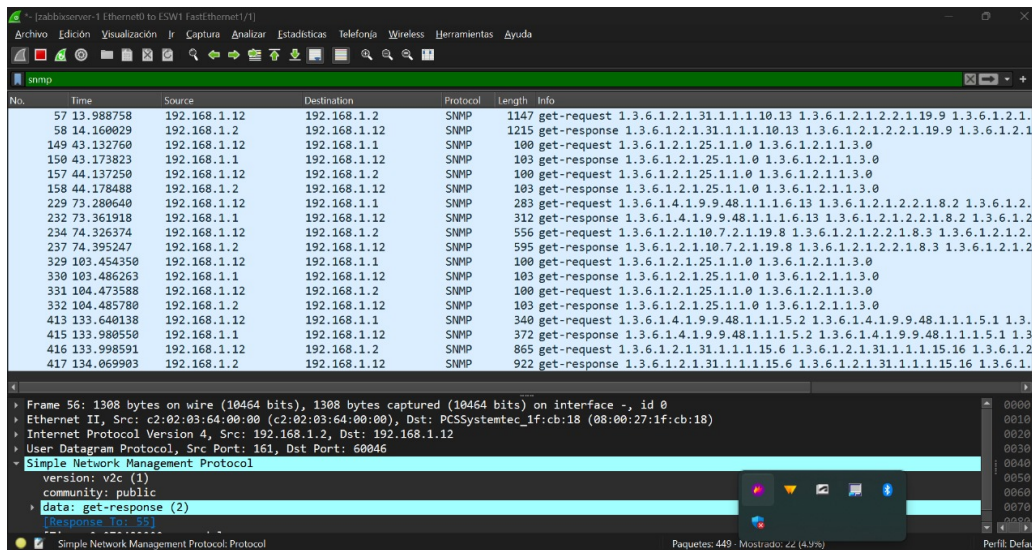 *- [zabbixserver-1 Ethernet0 to ESW1 FastEthernet1/1]
Archivo Edición Visualización Ir Captura Analizar Estadísticas Telefonía Wireless Herramientas Ayuda
snmp
No. Time Source Destination Protocol Length Info
57 13.988758 192.168.1.12 192.168.1.2 SNMP 1147 get-request 1.3.6.1.2.1.31.1.1.1.10.13 1.3.6.1.2.1.2.2.1.19.9 1.3.6.1.2.1.
58 14.160029 192.168.1.2 192.168.1.12 SNMP 1215 get-response 1.3.6.1.2.1.31.1.1.1.10.13 1.3.6.1.2.1.2.2.1.19.9 1.3.6.1.2.1
149 43.132760 192.168.1.12 192.168.1.1 SNMP 100 get-request 1.3.6.1.2.1.25.1.1.0 1.3.6.1.2.1.1.3.0
150 43.173823 192.168.1.1 192.168.1.12 SNMP 103 get-response 1.3.6.1.2.1.25.1.1.0 1.3.6.1.2.1.1.3.0
157 44.137250 192.168.1.12 192.168.1.2 SNMP 100 get-request 1.3.6.1.2.1.25.1.1.0 1.3.6.1.2.1.1.3.0
158 44.178488 192.168.1.2 192.168.1.12 SNMP 103 get-response 1.3.6.1.2.1.25.1.1.0 1.3.6.1.2.1.1.3.0
229 73.280640 192.168.1.12 192.168.1.1 SNMP 283 get-request 1.3.6.1.4.1.9.9.48.1.1.1.6.13 1.3.6.1.2.1.2.2.1.8.2 1.3.6.1.2.
232 73.361918 192.168.1.1 192.168.1.12 SNMP 312 get-response 1.3.6.1.4.1.9.9.48.1.1.1.6.13 1.3.6.1.2.1.2.2.1.8.2 1.3.6.1.2
234 74.326374 192.168.1.12 192.168.1.2 SNMP 556 get-request 1.3.6.1.2.1.10.7.2.1.19.8 1.3.6.1.2.1.2.2.1.8.3 1.3.6.1.2.1.2.
237 74.395247 192.168.1.2 192.168.1.12 SNMP 595 get-response 1.3.6.1.2.1.10.7.2.1.19.8 1.3.6.1.2.1.2.2.1.8.3 1.3.6.1.2.1.2
329 103.454350 192.168.1.12 192.168.1.1 SNMP 100 get-request 1.3.6.1.2.1.25.1.1.0 1.3.6.1.2.1.1.3.0
330 103.486263 192.168.1.1 192.168.1.12 SNMP 103 get-response 1.3.6.1.2.1.25.1.1.0 1.3.6.1.2.1.1.3.0
331 104.473588 192.168.1.12 192.168.1.2 SNMP 100 get-request 1.3.6.1.2.1.25.1.1.0 1.3.6.1.2.1.1.3.0
332 104.485780 192.168.1.2 192.168.1.12 SNMP 103 get-response 1.3.6.1.2.1.25.1.1.0 1.3.6.1.2.1.1.3.0
413 133.640138 192.168.1.12 192.168.1.1 SNMP 340 get-request 1.3.6.1.4.1.9.9.48.1.1.1.5.2 1.3.6.1.4.1.9.9.48.1.1.1.5.1 1.3.
415 133.980550 192.168.1.1 192.168.1.12 SNMP 372 get-response 1.3.6.1.4.1.9.9.48.1.1.1.5.2 1.3.6.1.4.1.9.9.48.1.1.1.5.1 1.3
416 133.998591 192.168.1.12 192.168.1.2 SNMP 865 get-request 1.3.6.1.2.1.31.1.1.1.15.6 1.3.6.1.2.1.31.1.1.1.15.16 1.3.6.1.2
417 134.069903 192.168.1.2 192.168.1.12 SNMP 922 get-response 1.3.6.1.2.1.31.1.1.1.15.6 1.3.6.1.2.1.31.1.1.1.15.16 1.3.6.1.
Frame 56: 1308 bytes on wire (10464 bits), 1308 bytes captured (10464 bits) on interface -, id 0
Ethernet II, Src: c2:02:03:64:00:00 (c2:02:03:64:00:00), Dst: PCSSystemtec_1f:cb:18 (08:00:27:1f:cb:18)
Internet Protocol Version 4, Src: 192.168.1.2, Dst: 192.168.1.12
User Datagram Protocol, Src Port: 161, Dst Port: 60046
Simple Network Management Protocol
version: v2c (1)
community: public
data: get-response (2)
[Response To: 55]
0000
0010
0020
0030
0040
0050
0060
0070
Simple Network Management Protocol: Protocol
Paquetes: 449 · Mostrado: 22 (4.9%)
Perfil: Defau